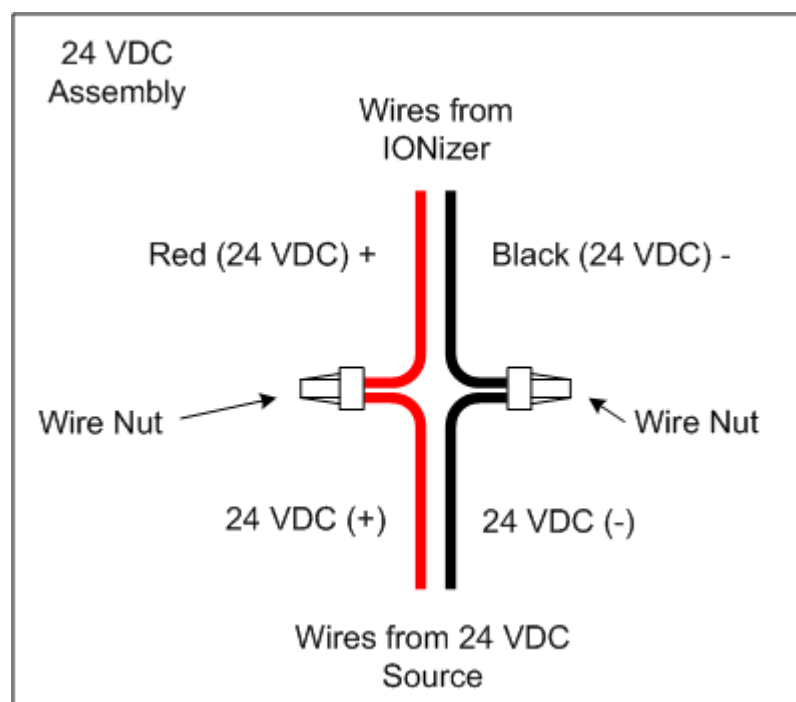 24 VDC
Assembly
Wires from
IONizer
Red (24 VDC) +
Black (24 VDC) -
Wire Nut
Wire Nut
24 VDC (+)
24 VDC (-)
Wires from 24 VDC
Source